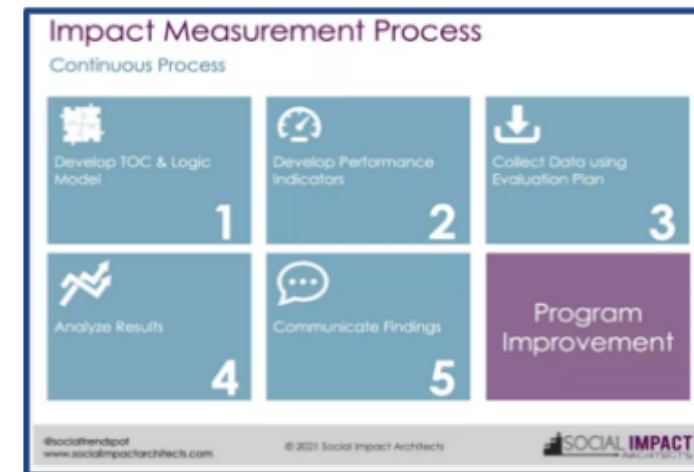 Impact Measurement Process
Continuous Process
Develop TOC & Logic
Model
1
Develop Performance
Indicators
2
Collect Data using
Evaluation Plan
3
Analyze Results
4
Communicate Findings
5
Program
Improvement
@socialtrendspot
www.socialimpactarchitects.com
© 2021 Social Impact Architects
SOCIAL IMPACT
ARCHITECTS